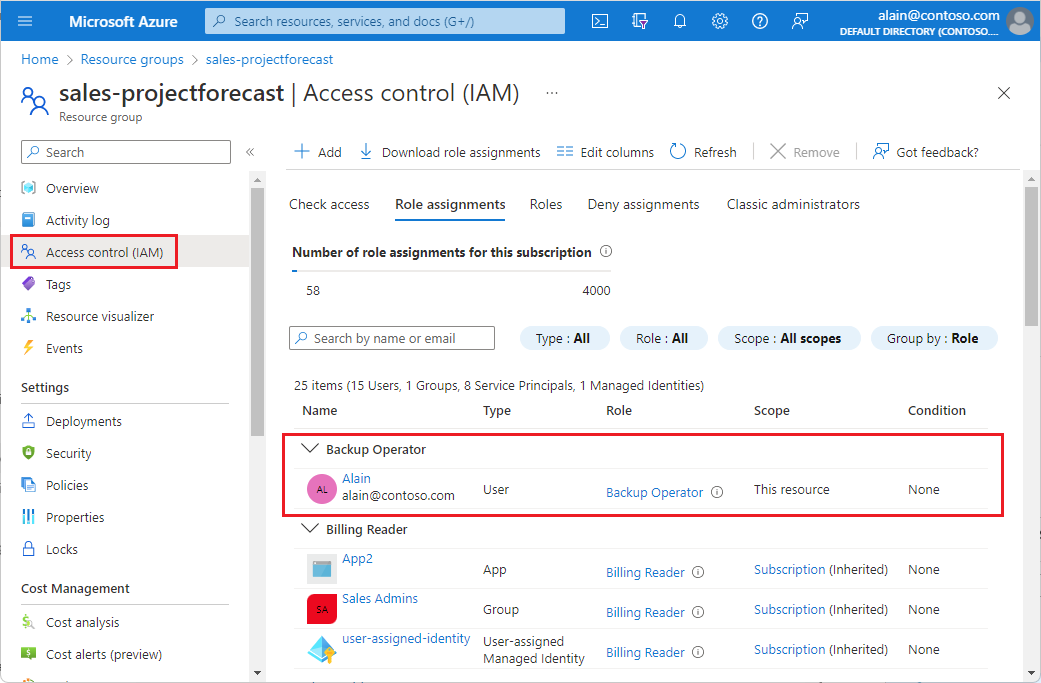 Microsoft Azure
Search resources, services, and docs (G+/)
alain@contoso.com
DEFAULT DIRECTORY (CONTOSO....
Home > Resource groups > sales-projectforecast
sales-projectforecast | Access control (IAM) ...
Resource group
Search
Overview
Activity log
Access control (IAM)
Tags
Resource visualizer
Events
Settings
Deployments
Security
Policies
Properties
Locks
Cost Management
Cost analysis
Cost alerts (preview)
Add
Download role assignments
Edit columns
Refresh
Remove
Got feedback?
Check access
Role assignments
Roles
Deny assignments
Classic administrators
Number of role assignments for this subscription
58
4000
Search by name or email
Type : All
Role : All
Scope : All scopes
Group by : Role
25 items (15 Users, 1 Groups, 8 Service Principals, 1 Managed Identities)
Name Type Role Scope Condition
Backup Operator
AL
Alain
alain@contoso.com
User
Backup Operator
This resource
None
Billing Reader
App2
App
Billing Reader
Subscription (Inherited)
None
SA
Sales Admins
Group
Billing Reader
Subscription (Inherited)
None
user-assigned-identity
User-assigned
Managed Identity
Billing Reader
Subscription (Inherited)
None